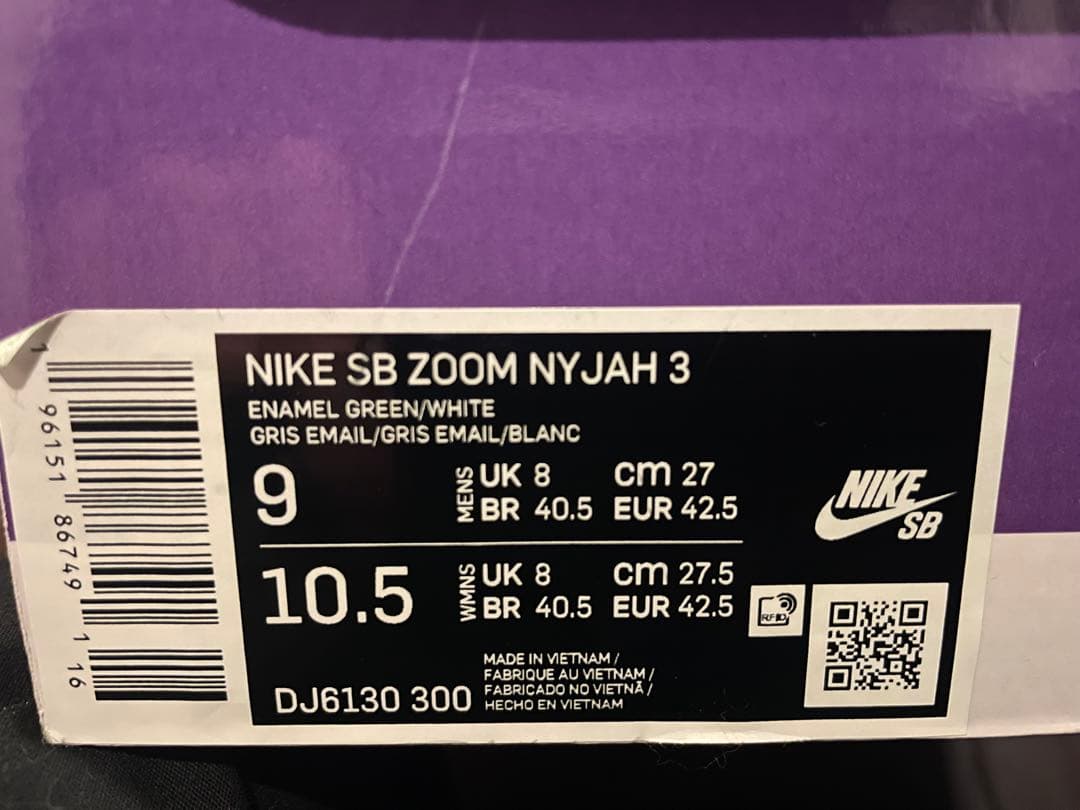 NIKE SB ZOOM NYJAH 3
ENAMEL GREEN/WHITE
GRIS EMAIL/GRIS EMAIL/BLANC
9
MENS
UK 8 cm 27
BR 40.5 EUR 42.5
10.5
WMNS
UK 8 cm 27.5
BR 40.5 EUR 42.5
NIKE
SB
RFID
MADE IN VIETNAM /
FABRIQUE AU VIETNAM /
FABRICADO NO VIETNÃ /
HECHO EN VIETNAM
DJ6130 300
1 96151 86749 1 16